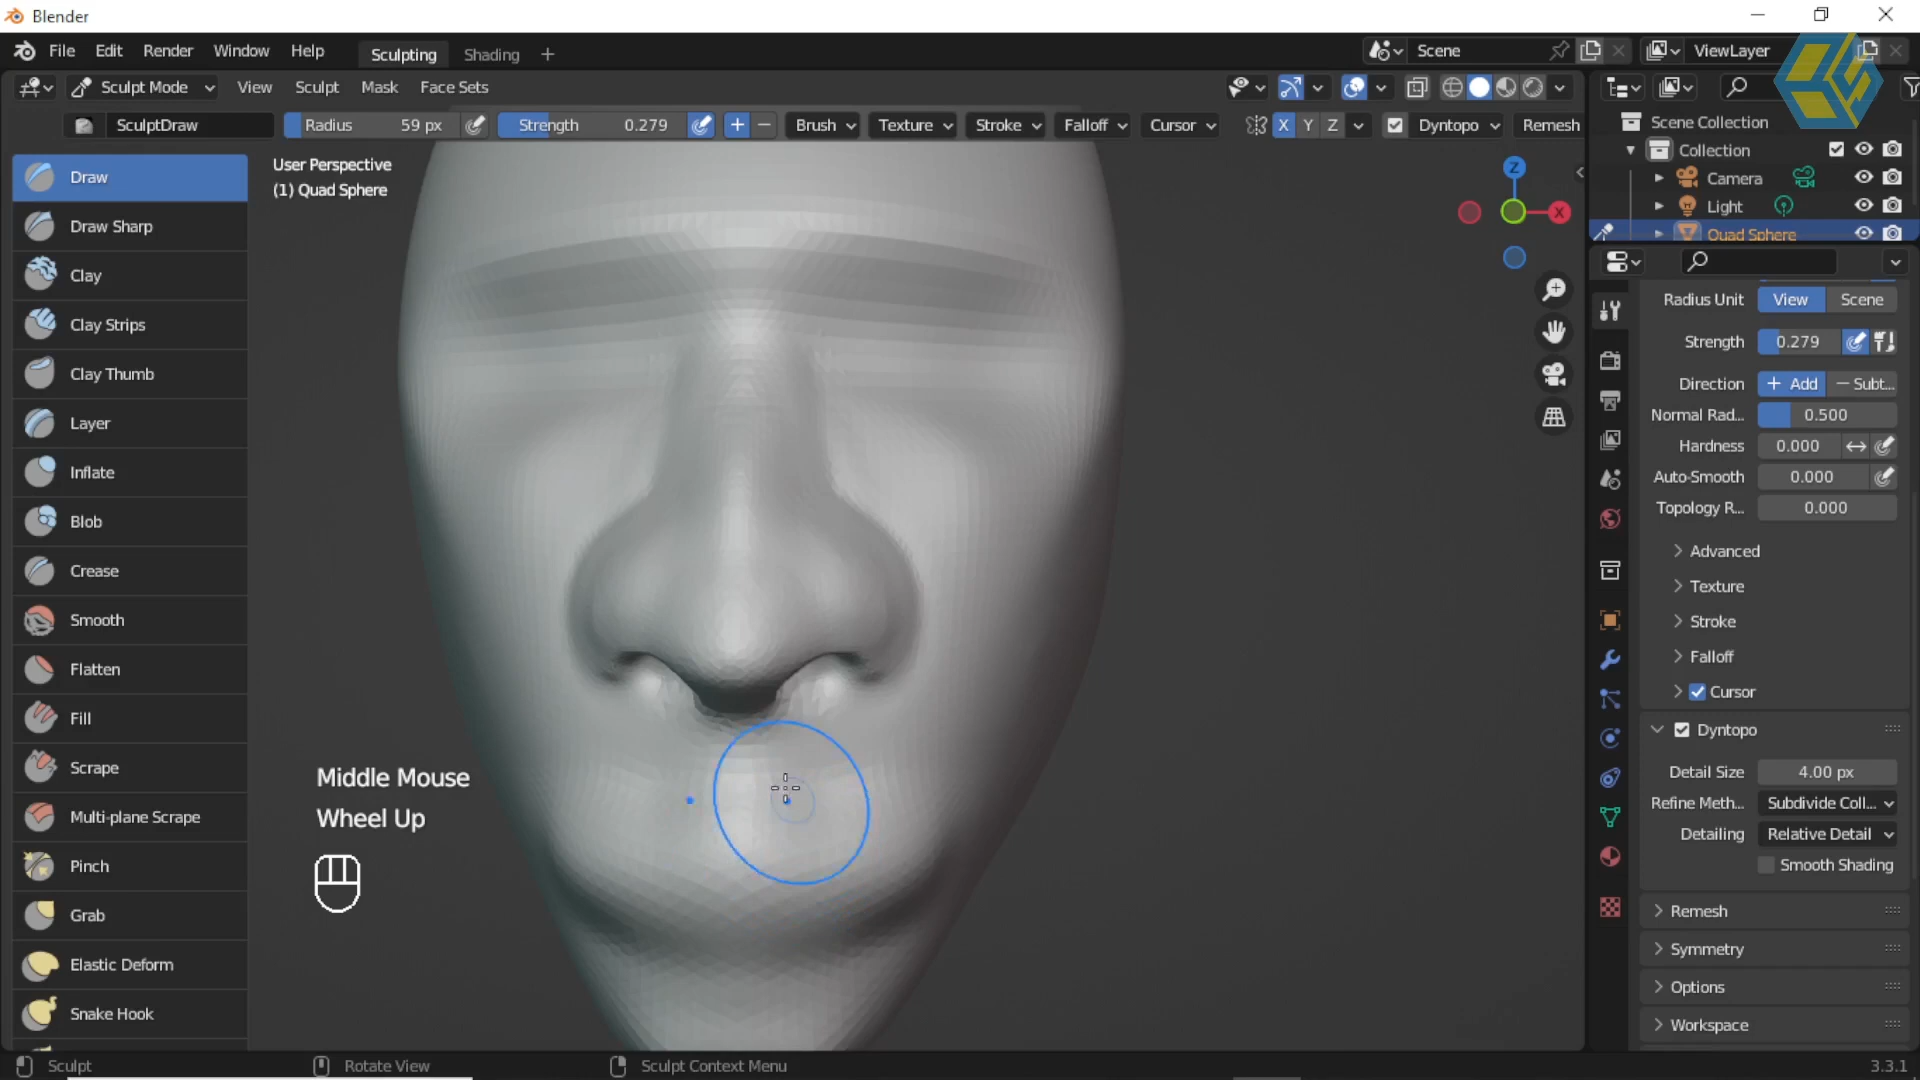 Blender
File Edit Render Window Help Sculpting Shading + Scene ViewLayer
Sculpt Mode View Sculpt Mask Face Sets
SculptDraw Radius 59 px Strength 0.279 + − Brush Texture Stroke Falloff Cursor X Y Z Dyntopo Remesh
User Perspective
(1) Quad Sphere
Z
X
Draw
Draw Sharp
Clay
Clay Strips
Clay Thumb
Layer
Inflate
Blob
Crease
Smooth
Flatten
Fill
Scrape
Multi-plane Scrape
Pinch
Grab
Elastic Deform
Snake Hook
Middle Mouse
Wheel Up
Scene Collection
Collection
Camera
Light
Quad Sphere
Radius Unit View Scene
Strength 0.279
Direction + Add − Subt...
Normal Rad... 0.500
Hardness 0.000
Auto-Smooth 0.000
Topology R... 0.000
Advanced
Texture
Stroke
Falloff
Cursor
Dyntopo
Detail Size 4.00 px
Refine Meth... Subdivide Coll...
Detailing Relative Detail
Smooth Shading
Remesh
Symmetry
Options
Workspace
Sculpt Rotate View Sculpt Context Menu 3.3.1